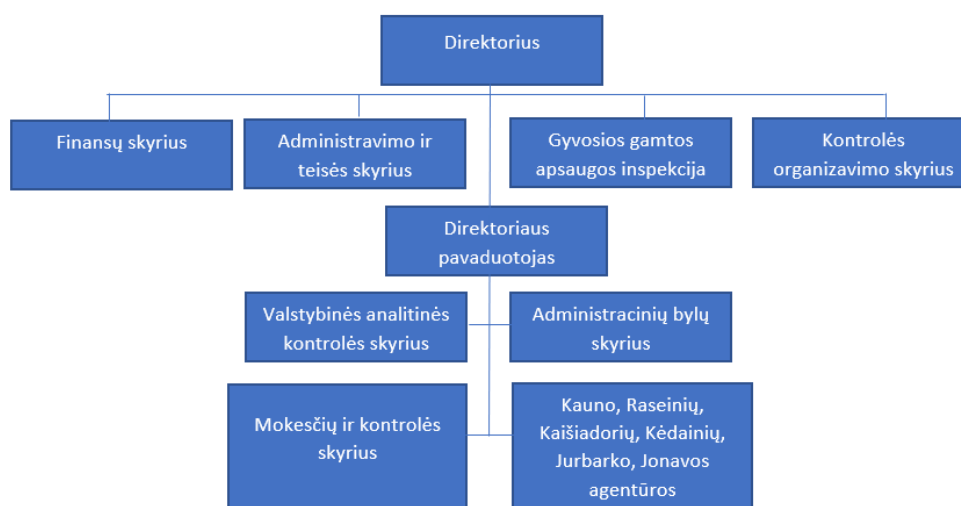 Direktorius
Finansų skyrius
Administravimo ir
teisės skyrius
Gyvosios gamtos
apsaugos inspekcija
Kontrolės
organizavimo skyrius
Direktoriaus
pavaduotojas
Valstybinės analitinės
kontrolės skyrius
Administracinių bylų
skyrius
Mokesčių ir kontrolės
skyrius
Kauno, Raseinių,
Kaišiadorių, Kėdainių,
Jurbarko, Jonavos
agentūros